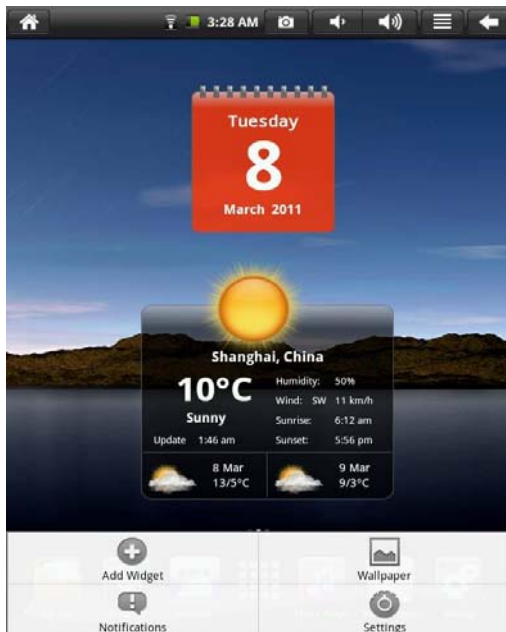 3:28 AM
Tuesday
8
March 2011
Shanghai, China
10°C
Sunny
Update 1:46 am
Humidity: 50%
Wind: SW 11 km/h
Sunrise: 6:12 am
Sunset: 5:56 pm
8 Mar
13/5°C
9 Mar
9/3°C
Add Widget
Wallpaper
Notifications
Settings